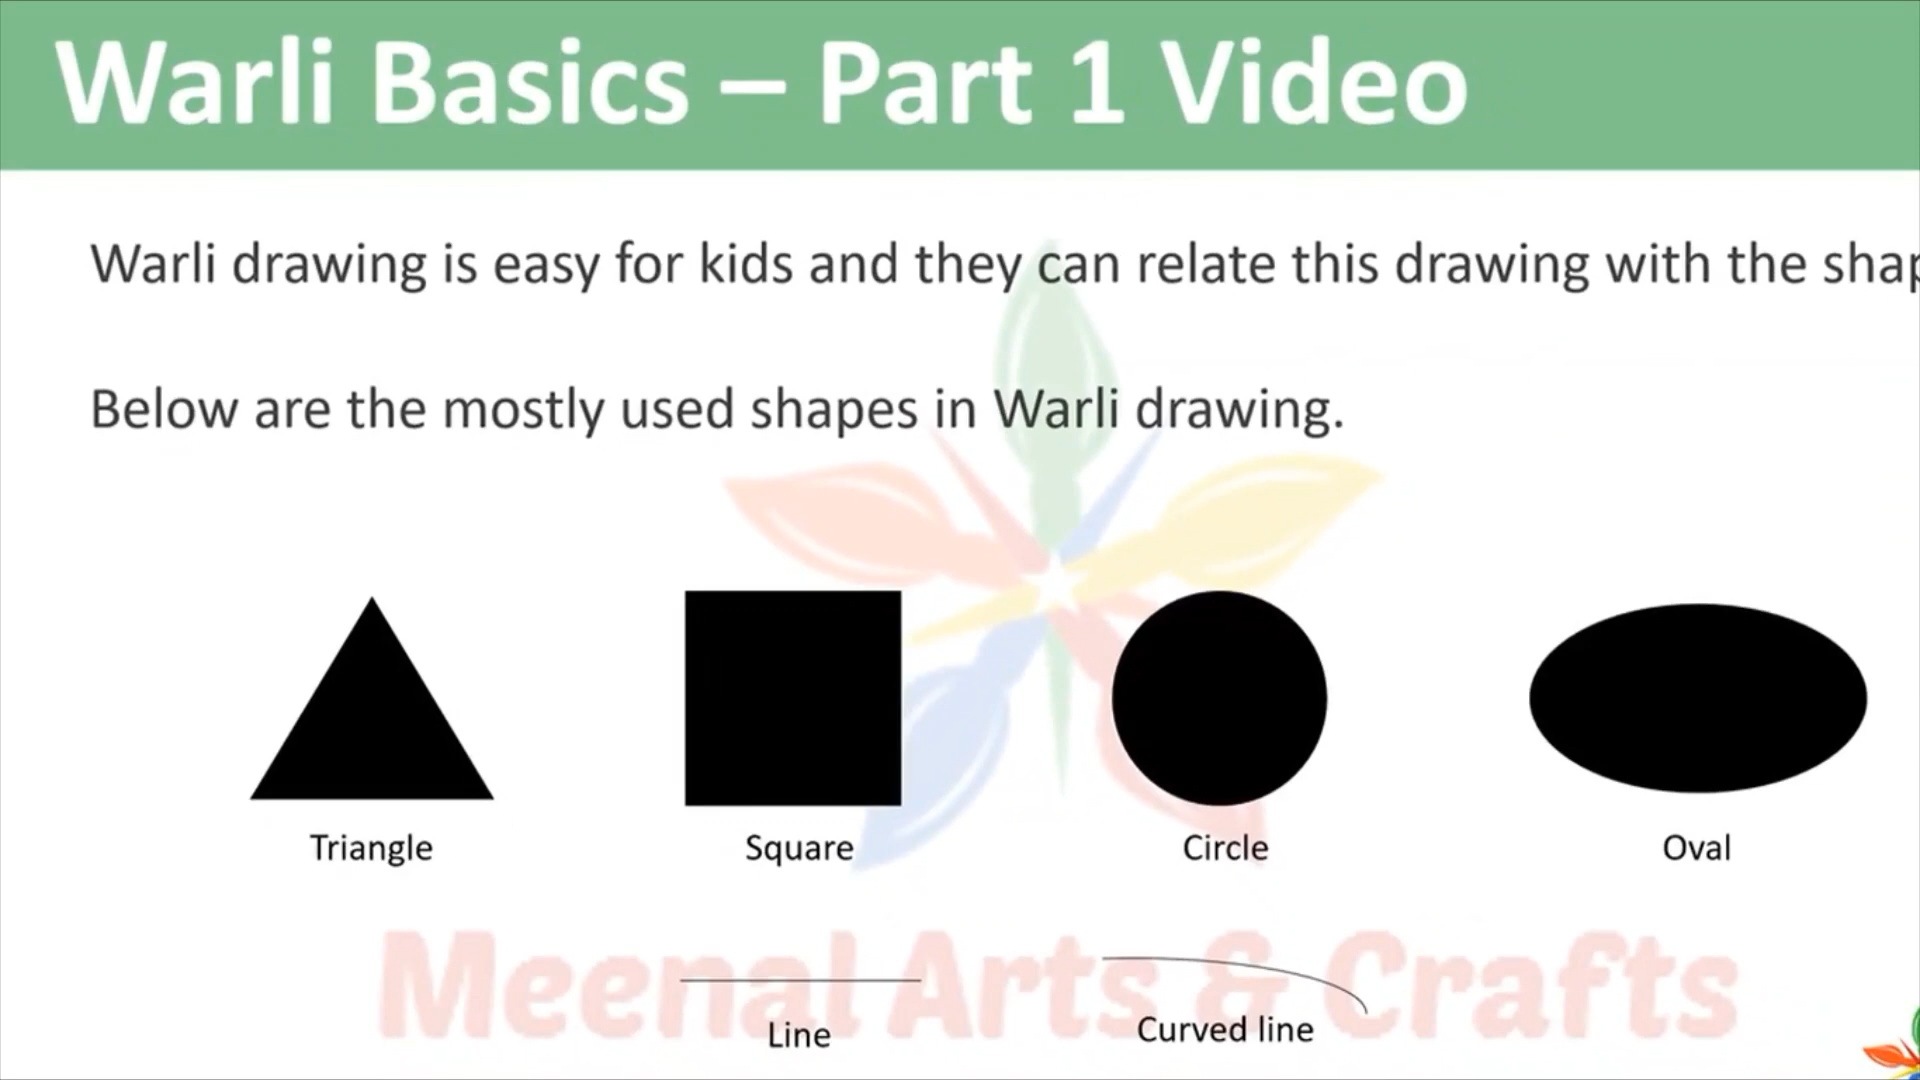 Warli Basics – Part 1 Video
Warli drawing is easy for kids and they can relate this drawing with the
Below are the mostly used shapes in Warli drawing.
Triangle
Square
Circle
Oval
Meenal Arts & Crafts
Line
Curved line